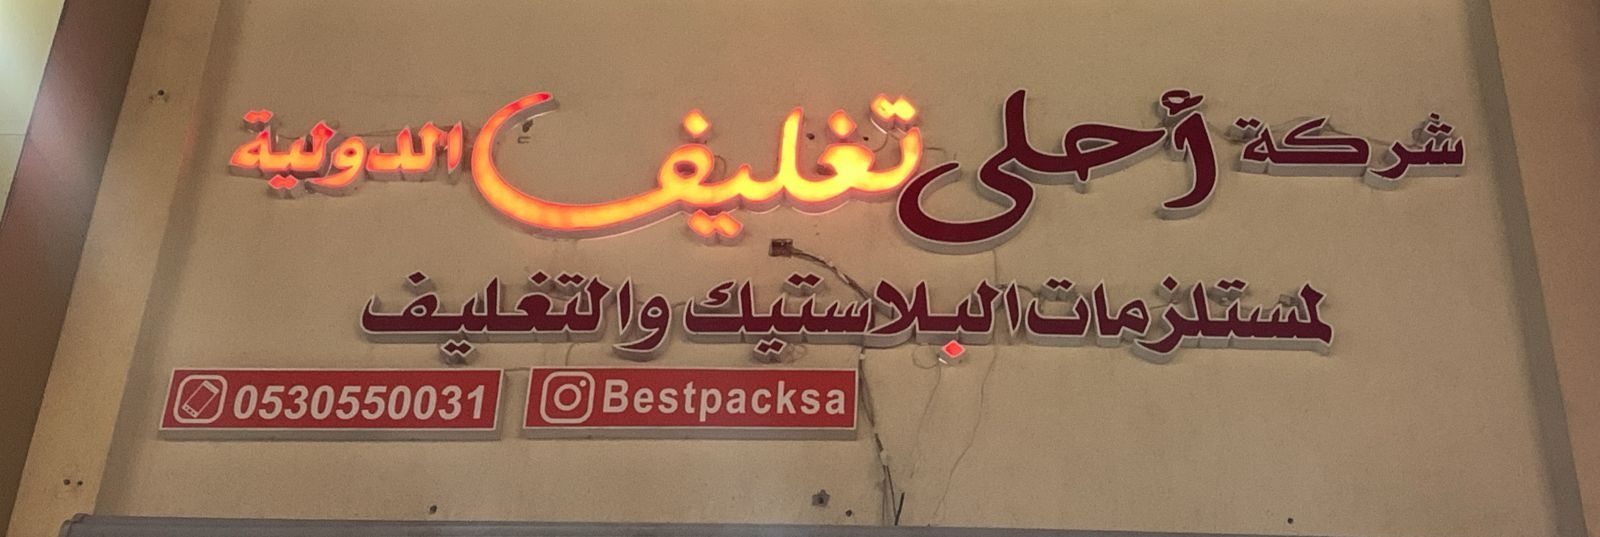 شركة أحلى تغليف الدولية
لمستلزمات البلاستيك والتغليف
0530550031 Bestpacksa